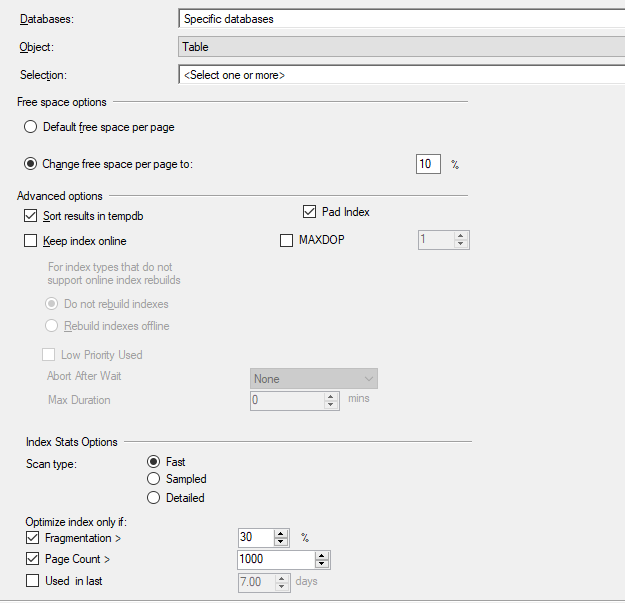 Databases: Specific databases
Object: Table
Selection: <Select one or more>
Free space options
Default free space per page
Change free space per page to: 10 %
Advanced options
Sort results in tempdb Pad Index
Keep index online MAXDOP 1
For index types that do not
support online index rebuilds
Do not rebuild indexes
Rebuild indexes offline
Low Priority Used
Abort After Wait None
Max Duration 0 mins
Index Stats Options
Scan type: Fast
Sampled
Detailed
Optimize index only if:
Fragmentation > 30 %
Page Count > 1000
Used in last 7.00 days